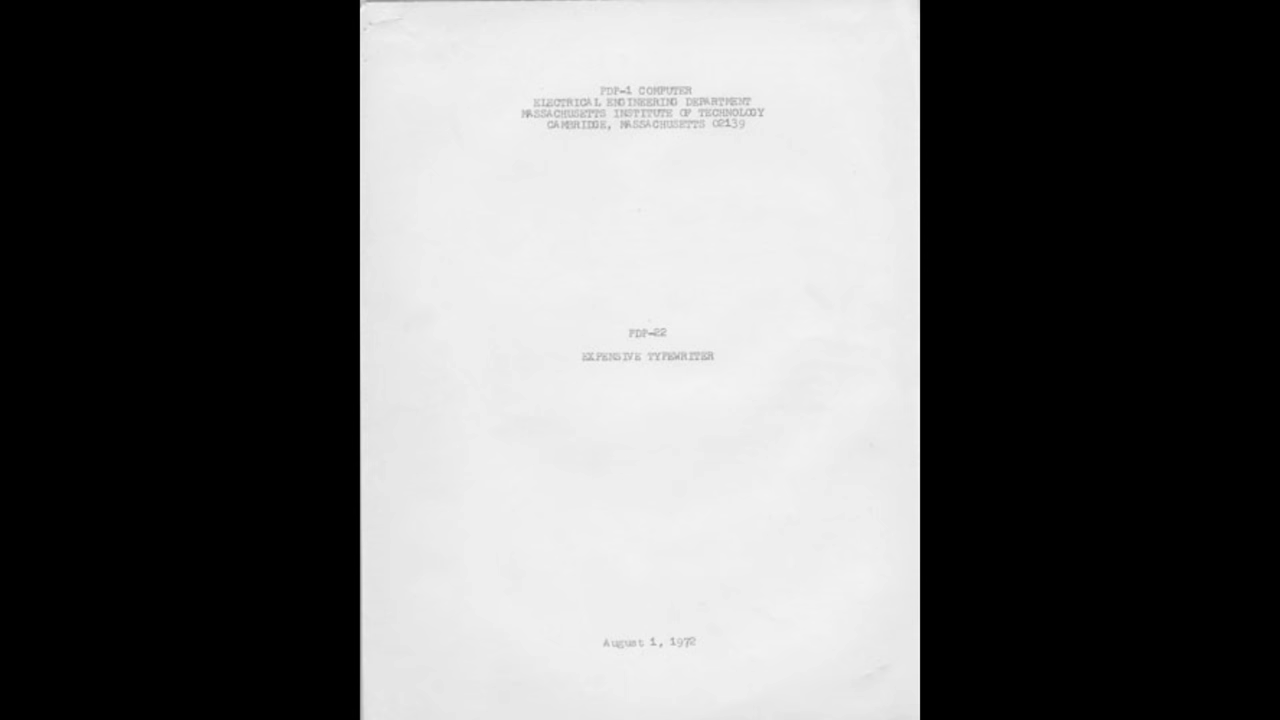 PDP-1 COMPUTER
ELECTRICAL ENGINEERING DEPARTMENT
MASSACHUSETTS INSTITUTE OF TECHNOLOGY
CAMBRIDGE, MASSACHUSETTS 02139
PDP-22
EXPENSIVE TYPEWRITER
August 1, 1972